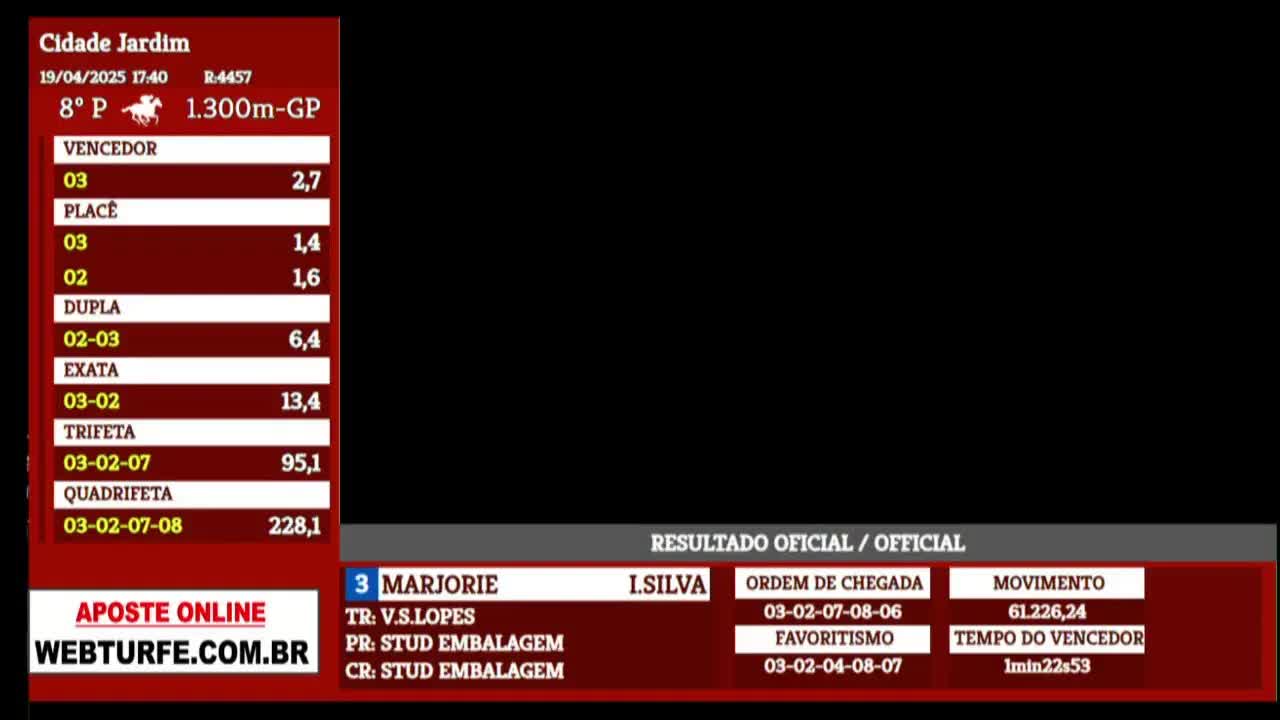 Cidade Jardim
19/04/2025 17:40 R:4457
8º P 1.300m-GP
VENCEDOR
03 2,7
PLACÊ
03 1,4
02 1,6
DUPLA
02-03 6,4
EXATA
03-02 13,4
TRIFETA
03-02-07 95,1
QUADRIFETA
03-02-07-08 228,1
APOSTE ONLINE
WEBTURFE.COM.BR
RESULTADO OFICIAL / OFFICIAL
3 MARJORIE I.SILVA
TR: V.S.LOPES
PR: STUD EMBALAGEM
CR: STUD EMBALAGEM
ORDEM DE CHEGADA
03-02-07-08-06
FAVORITISMO
03-02-04-08-07
MOVIMENTO
61.226,24
TEMPO DO VENCEDOR
1min22s53